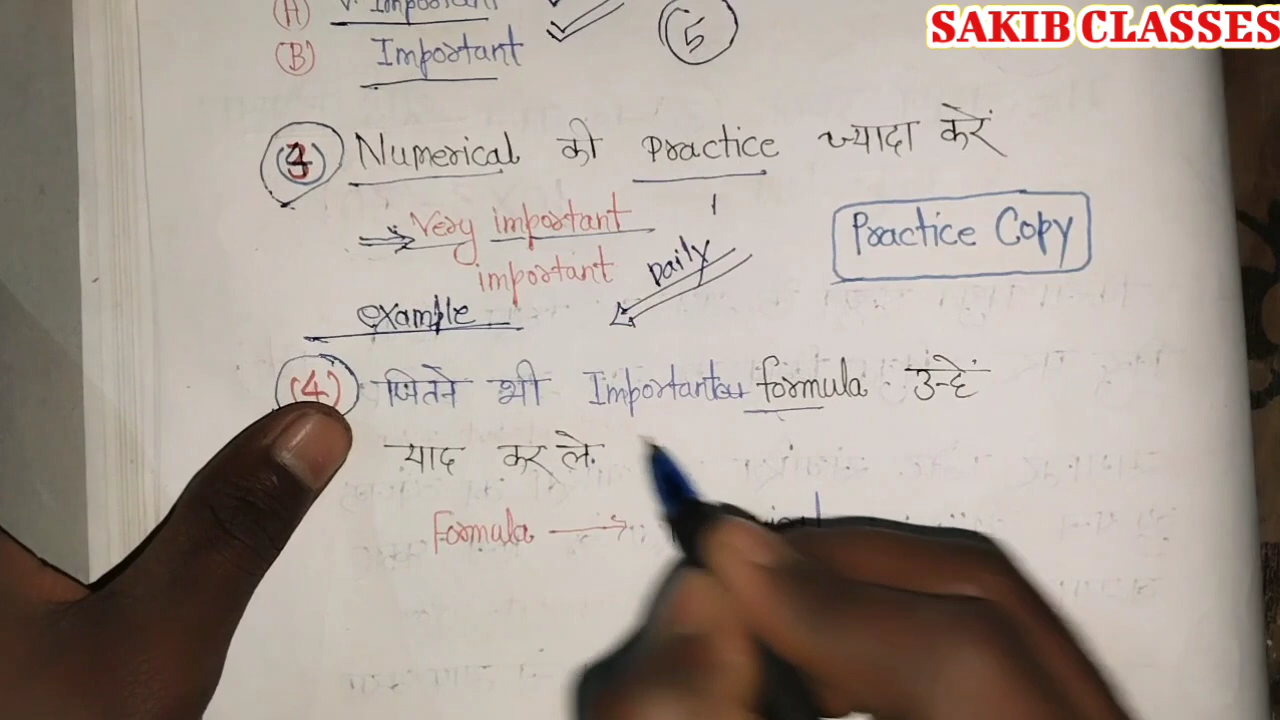 SAKIB CLASSES
(A) V. Important
(B) Important
5
(3) Numerical की Practice ज्यादा करें
Very important
important
Daily
Practice Copy
example
(4) जितने भी Important formula उन्हें
याद कर ले
Formula